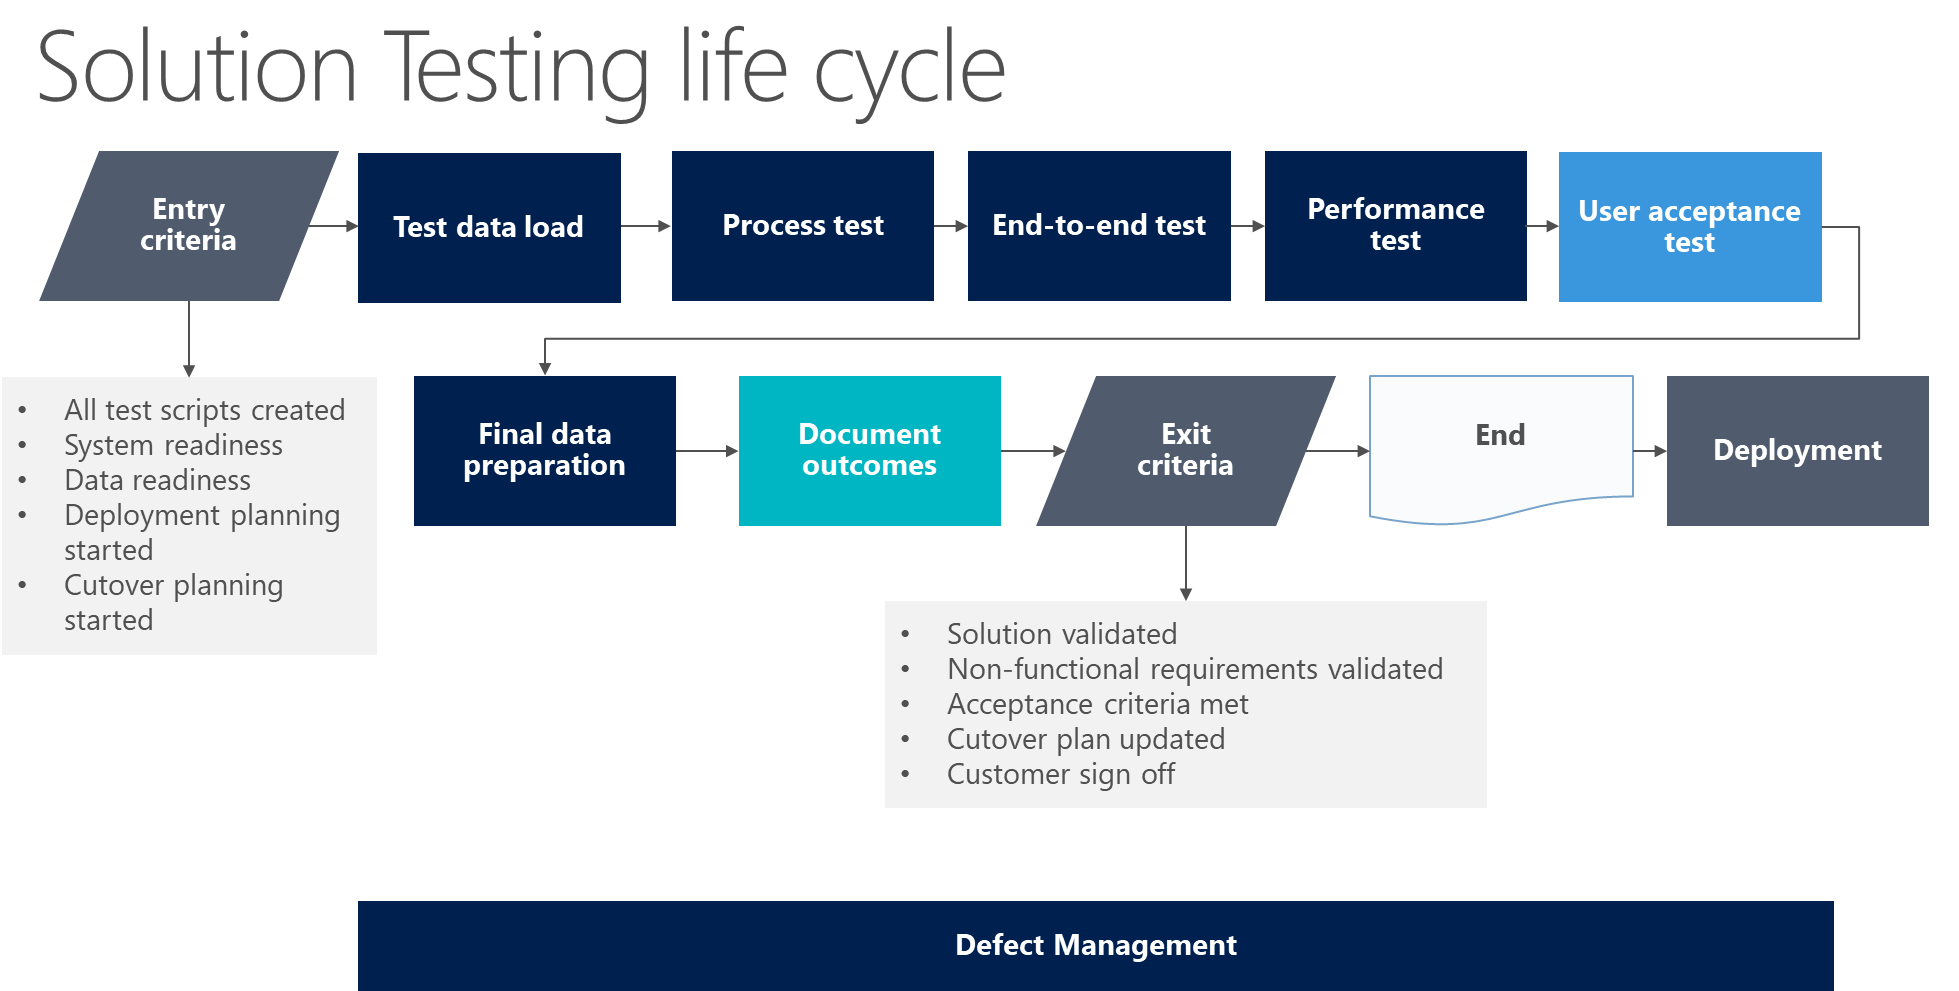 Solution Testing life cycle
Entry
criteria
Test data load
Process test
End-to-end test
Performance
test
User acceptance
test
• All test scripts created
• System readiness
• Data readiness
• Deployment planning
started
• Cutover planning
started
Final data
preparation
Document
outcomes
Exit
criteria
End
Deployment
• Solution validated
• Non-functional requirements validated
• Acceptance criteria met
• Cutover plan updated
• Customer sign off
Defect Management